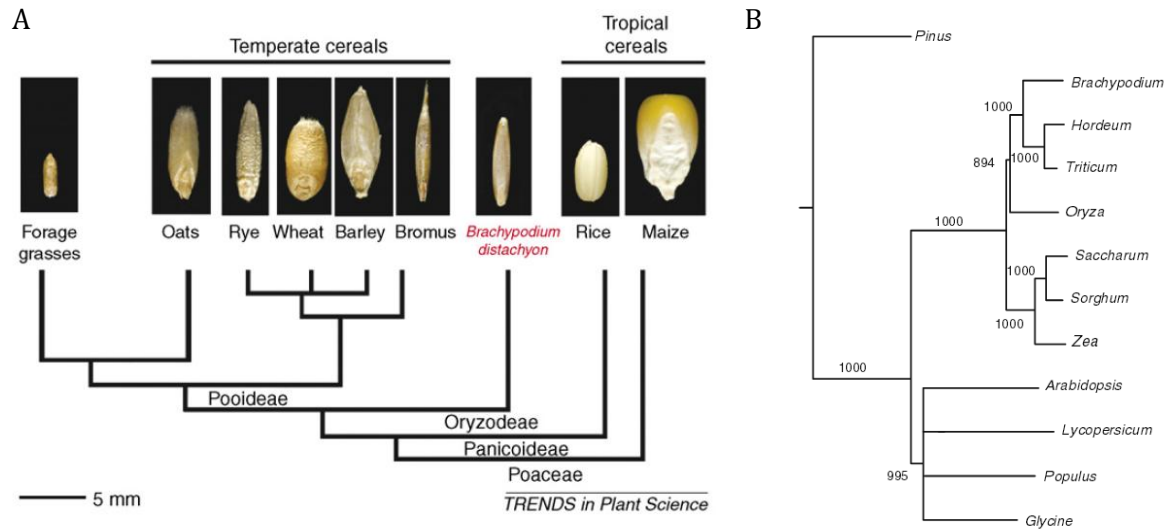 A
Temperate cereals
Tropical
cereals
Forage
grasses
Oats
Rye
Wheat
Barley
Bromus
Brachypodium
distachyon
Rice
Maize
Pooideae
Oryzodeae
Panicoideae
Poaceae
5 mm
TRENDS in Plant Science
B
Pinus
Brachypodium
1000
Hordeum
894
1000
Triticum
Oryza
1000
Saccharum
1000
Sorghum
1000
Zea
1000
Arabidopsis
Lycopersicum
995
Populus
Glycine